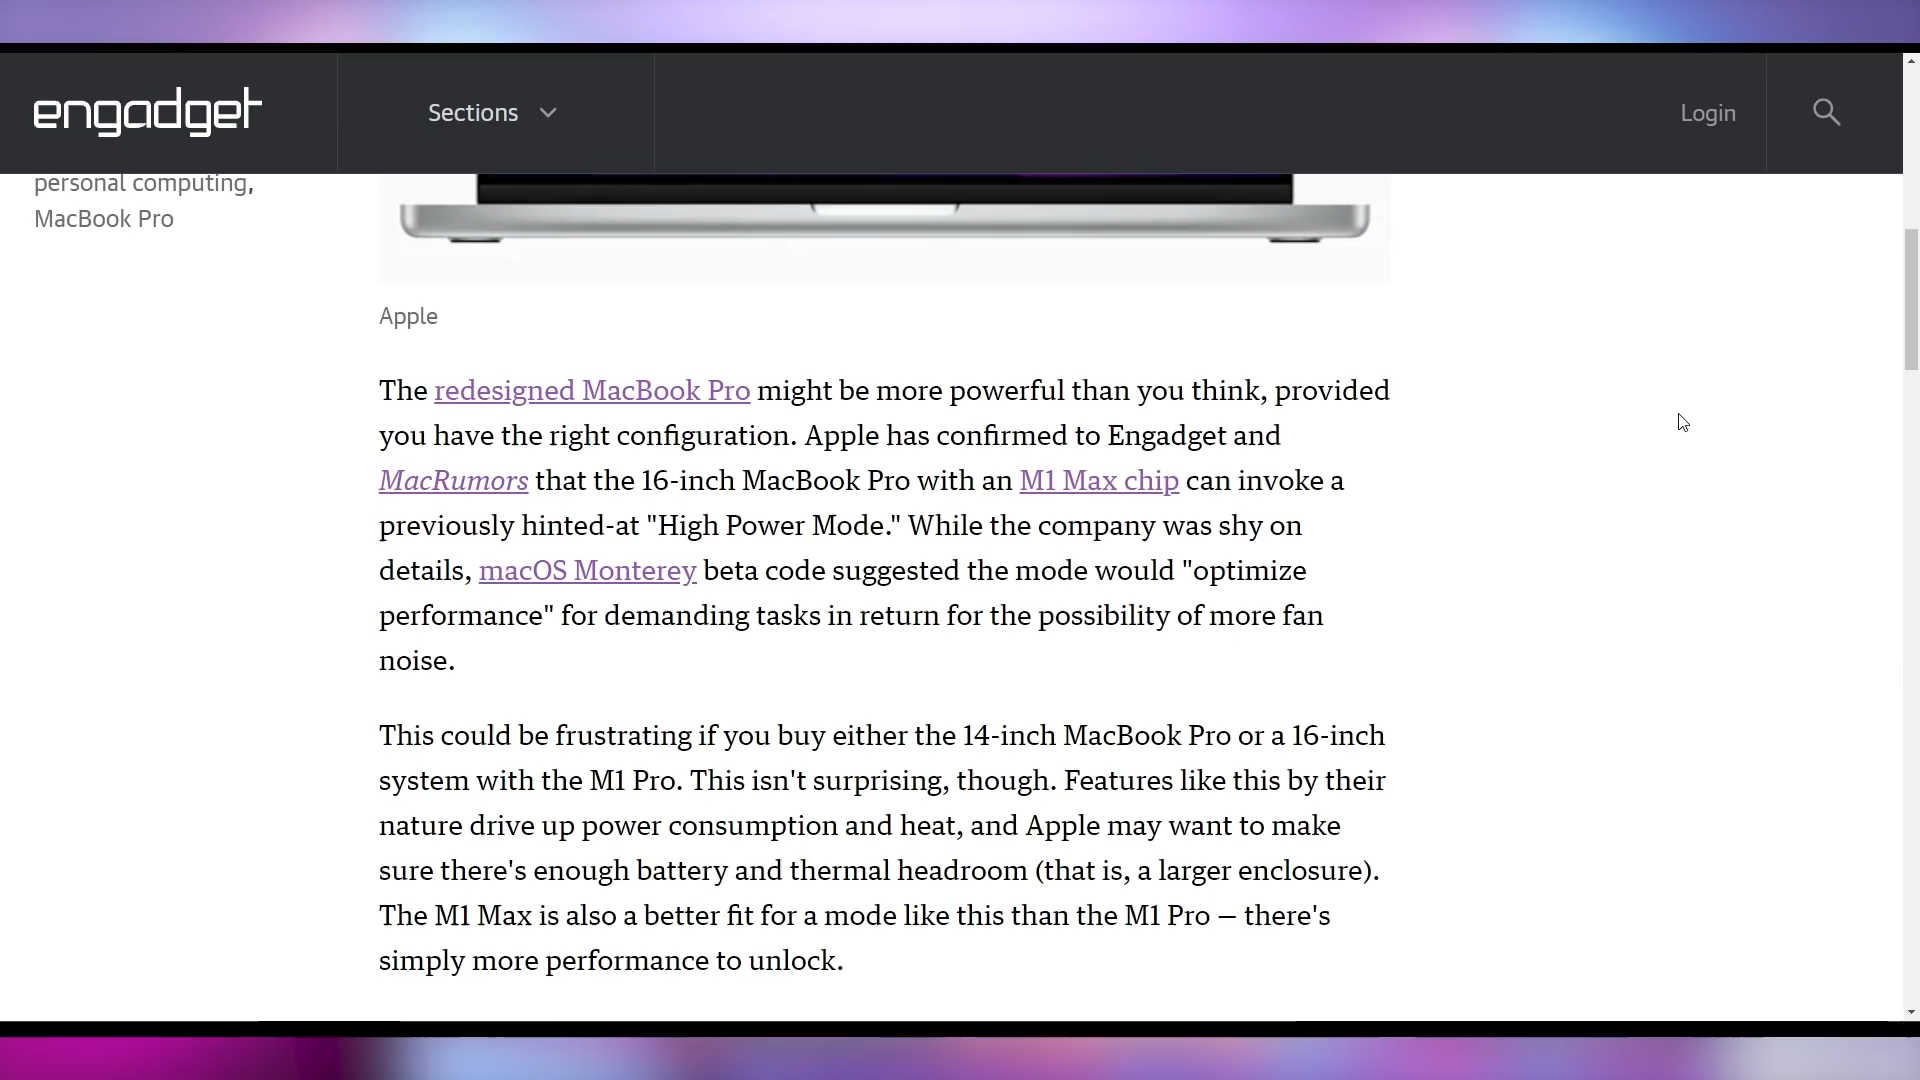 engadget
Sections
Login
personal computing,
MacBook Pro
Apple
The redesigned MacBook Pro might be more powerful than you think, provided
you have the right configuration. Apple has confirmed to Engadget and
MacRumors that the 16-inch MacBook Pro with an M1 Max chip can invoke a
previously hinted-at "High Power Mode." While the company was shy on
details, macOS Monterey beta code suggested the mode would "optimize
performance" for demanding tasks in return for the possibility of more fan
noise.
This could be frustrating if you buy either the 14-inch MacBook Pro or a 16-inch
system with the M1 Pro. This isn't surprising, though. Features like this by their
nature drive up power consumption and heat, and Apple may want to make
sure there's enough battery and thermal headroom (that is, a larger enclosure).
The M1 Max is also a better fit for a mode like this than the M1 Pro — there's
simply more performance to unlock.